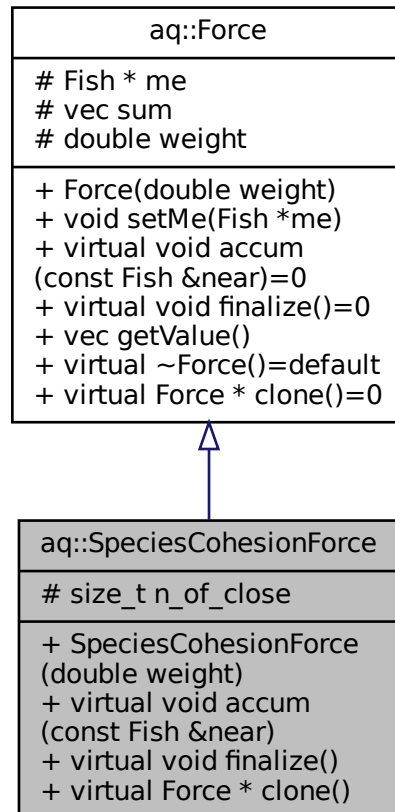 aq::Force
# Fish * me
# vec sum
# double weight
+ Force(double weight)
+ void setMe(Fish *me)
+ virtual void accum
(const Fish &near)=0
+ virtual void finalize()=0
+ vec getValue()
+ virtual ~Force()=default
+ virtual Force * clone()=0
aq::SpeciesCohesionForce
# size_t n_of_close
+ SpeciesCohesionForce
(double weight)
+ virtual void accum
(const Fish &near)
+ virtual void finalize()
+ virtual Force * clone()